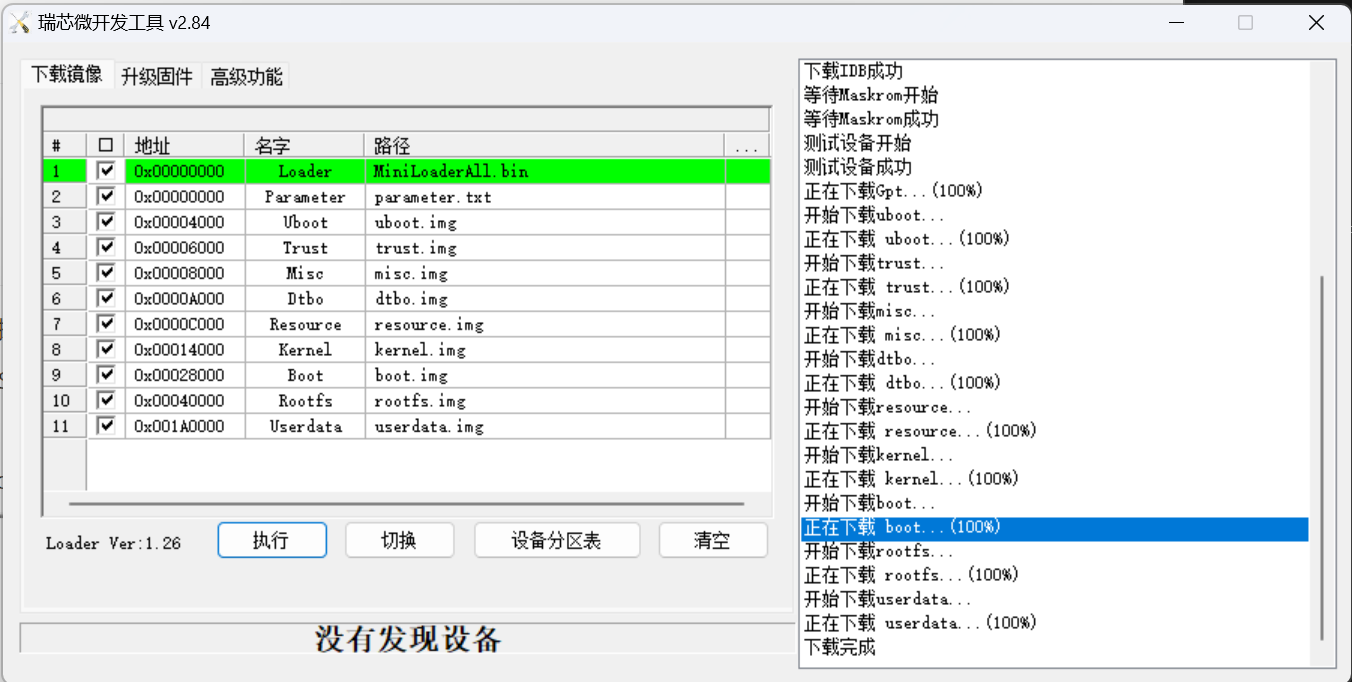 瑞芯微开发工具 v2.84
下载镜像 升级固件 高级功能
# 地址 名字 路径 ...
1 0x00000000 Loader MiniLoaderAll.bin
2 0x00000000 Parameter parameter.txt
3 0x00004000 Uboot uboot.img
4 0x00006000 Trust trust.img
5 0x00008000 Misc misc.img
6 0x0000A000 Dtbo dtbo.img
7 0x0000C000 Resource resource.img
8 0x00014000 Kernel kernel.img
9 0x00028000 Boot boot.img
10 0x00040000 Rootfs rootfs.img
11 0x001A0000 Userdata userdata.img
Loader Ver:1.26 执行 切换 设备分区表 清空
没有发现设备
下载IDB成功
等待Maskrom开始
等待Maskrom成功
测试设备开始
测试设备成功
正在下载Gpt...(100%)
开始下载uboot...
正在下载 uboot...(100%)
开始下载trust...
正在下载 trust...(100%)
开始下载misc...
正在下载 misc...(100%)
开始下载dtbo...
正在下载 dtbo...(100%)
开始下载resource...
正在下载 resource...(100%)
开始下载kernel...
正在下载 kernel...(100%)
开始下载boot...
正在下载 boot...(100%)
开始下载rootfs...
正在下载 rootfs...(100%)
开始下载userdata...
正在下载 userdata...(100%)
下载完成